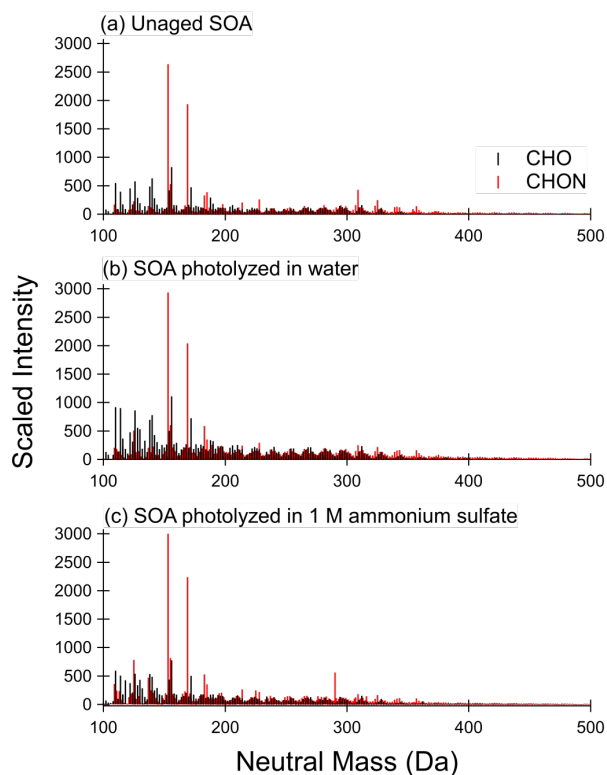 (a) Unaged SOA
3000
2500
2000
1500
1000
500
0
100 200 300 400 500
CHO
CHON
(b) SOA photolyzed in water
3000
2500
2000
1500
1000
500
0
100 200 300 400 500
(c) SOA photolyzed in 1 M ammonium sulfate
3000
2500
2000
1500
1000
500
0
100 200 300 400 500
Scaled Intensity
Neutral Mass (Da)